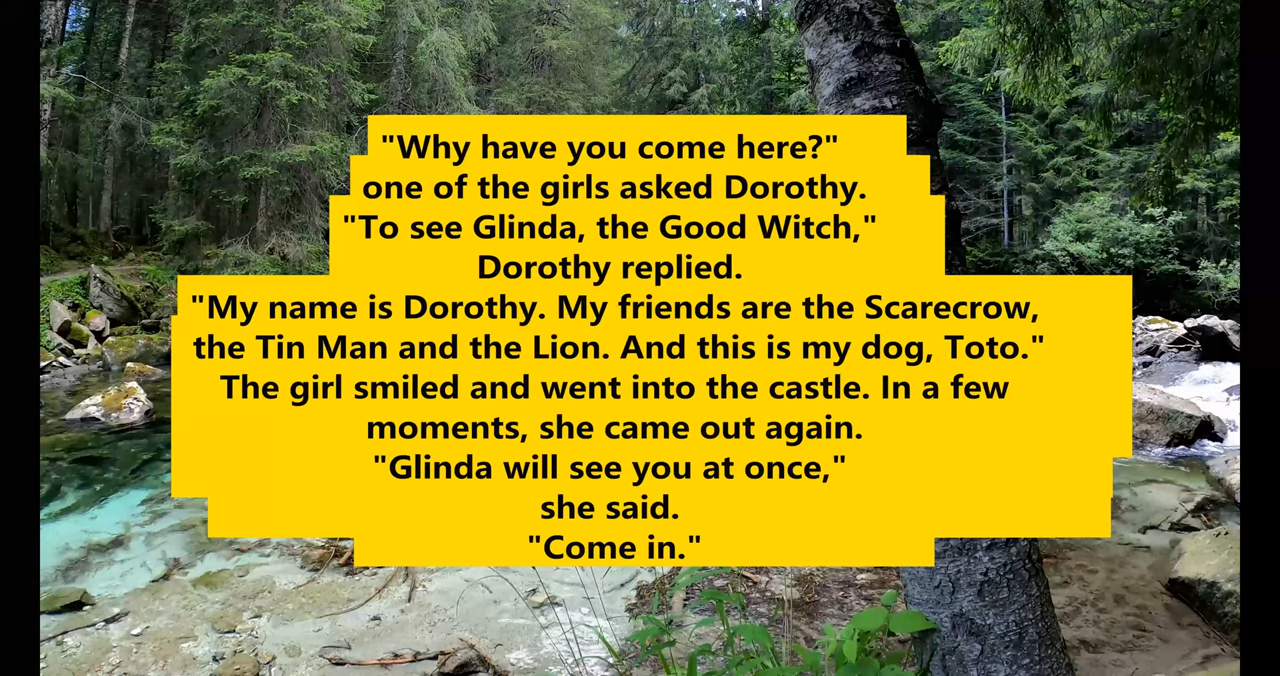 "Why have you come here?"
one of the girls asked Dorothy.
"To see Glinda, the Good Witch,"
Dorothy replied.
"My name is Dorothy. My friends are the Scarecrow,
the Tin Man and the Lion. And this is my dog, Toto."
The girl smiled and went into the castle. In a few
moments, she came out again.
"Glinda will see you at once,"
she said.
"Come in."